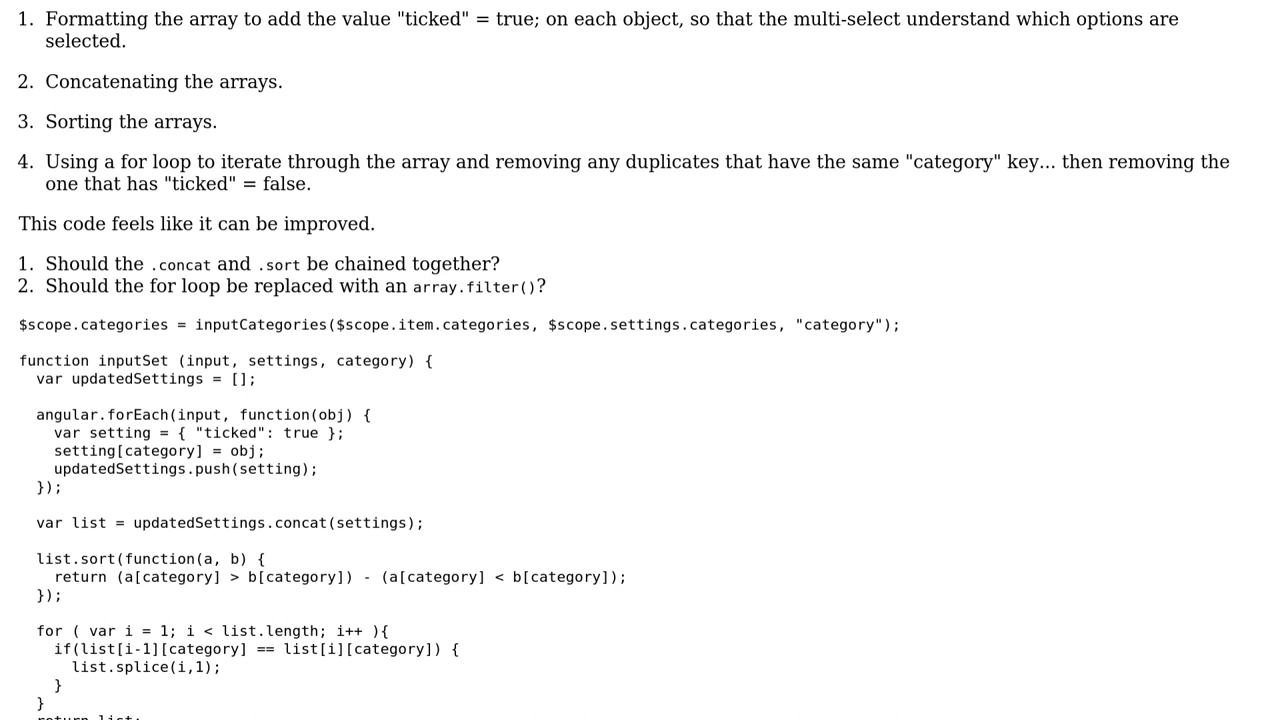 1. Formatting the array to add the value "ticked" = true; on each object, so that the multi-select understand which options are
selected.
2. Concatenating the arrays.
3. Sorting the arrays.
4. Using a for loop to iterate through the array and removing any duplicates that have the same "category" key... then removing the
one that has "ticked" = false.
This code feels like it can be improved.
1. Should the .concat and .sort be chained together?
2. Should the for loop be replaced with an array.filter()?
$scope.categories = inputCategories($scope.item.categories, $scope.settings.categories, "category");
function inputSet (input, settings, category) {
  var updatedSettings = [];
  angular.forEach(input, function(obj) {
    var setting = { "ticked": true };
    setting[category] = obj;
    updatedSettings.push(setting);
  });
  var list = updatedSettings.concat(settings);
  list.sort(function(a, b) {
    return (a[category] > b[category]) - (a[category] < b[category]);
  });
  for ( var i = 1; i < list.length; i++ ){
    if(list[i-1][category] == list[i][category]) {
      list.splice(i,1);
    }
  }
  return list;